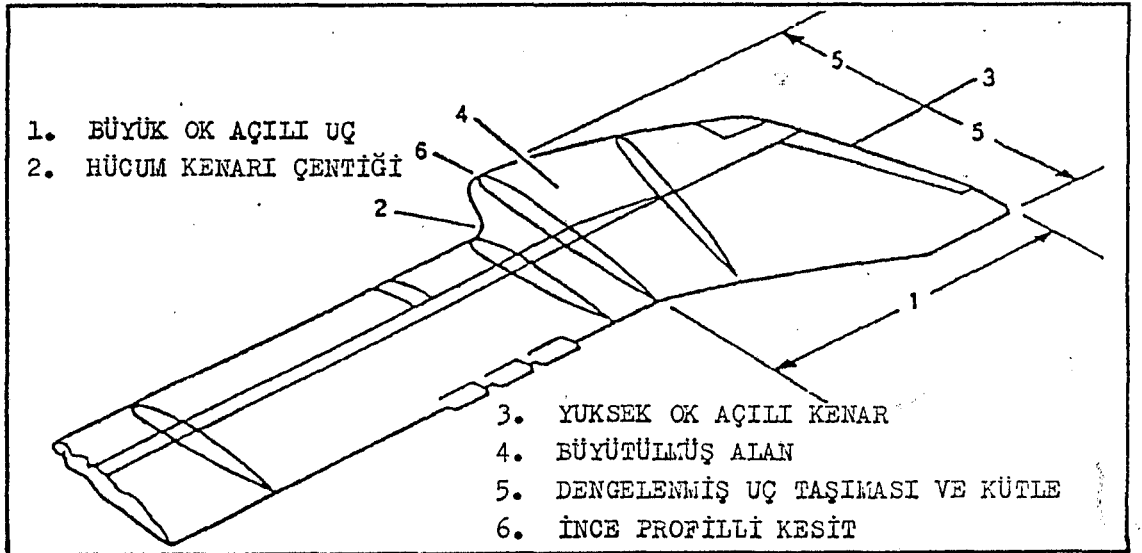 1. BÜYÜK OK AÇILI UÇ
2. HÜCUM KENARI ÇENTİĞİ
4
6
2
5
3
5
1
3. YUKSEK OK AÇILI KENAR
4. BÜYÜTÜLMÜŞ ALAN
5. DENGELENMİŞ UÇ TAŞIMASI VE KÜTLE
6. İNCE PROFİLLİ KESİT